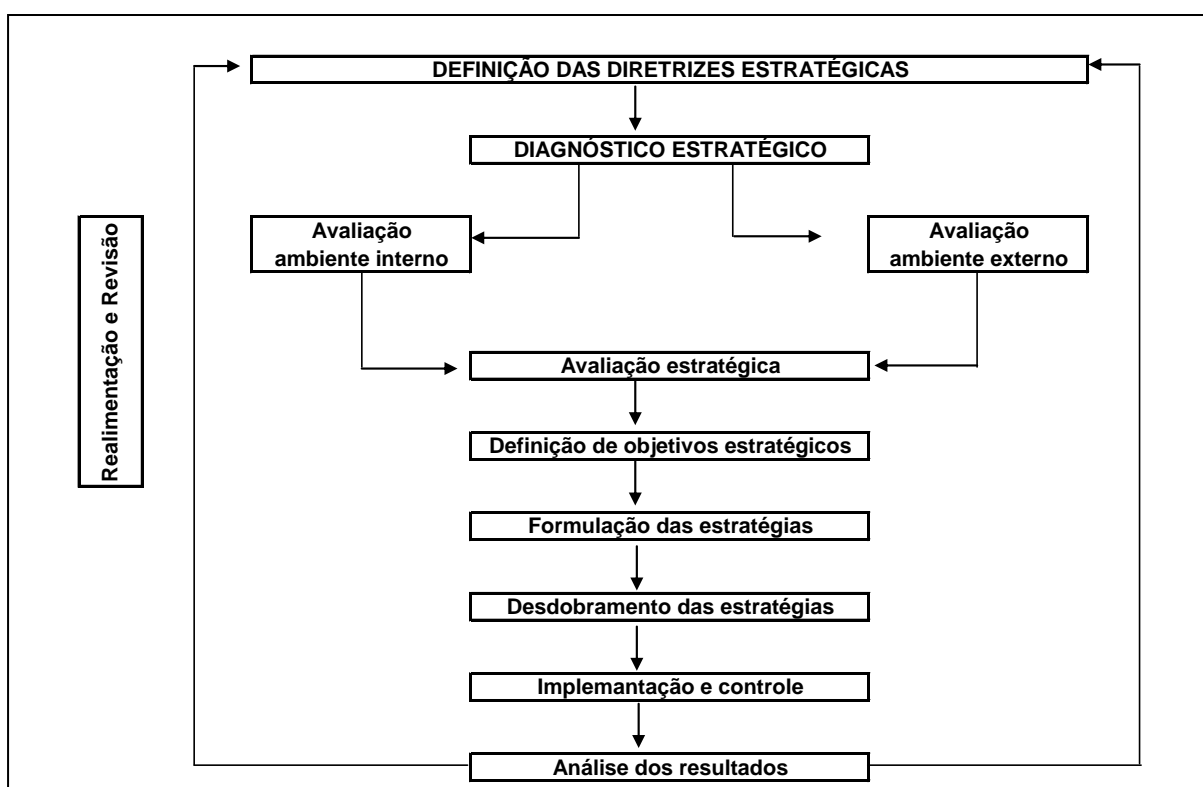 DEFINIÇÃO DAS DIRETRIZES ESTRATÉGICAS
DIAGNÓSTICO ESTRATÉGICO
Realimentação e Revisão
Avaliação
ambiente interno
Avaliação
ambiente externo
Avaliação estratégica
Definição de objetivos estratégicos
Formulação das estratégias
Desdobramento das estratégias
Implemantação e controle
Análise dos resultados